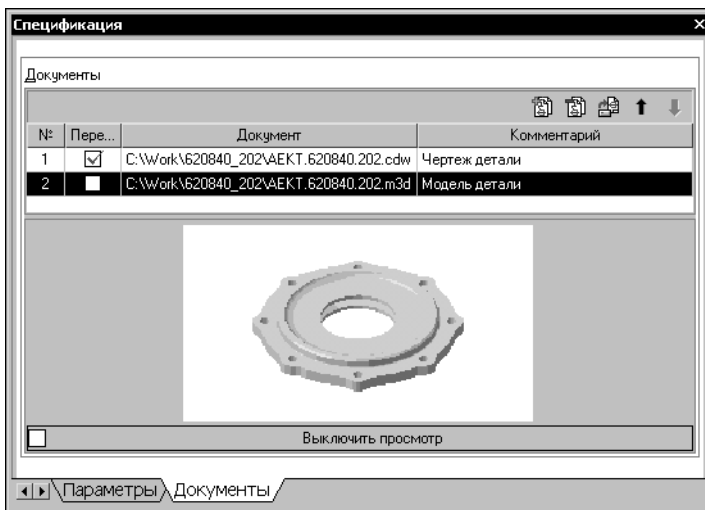 Спецификация
Документы
№ Пере... Документ Комментарий
1 C:\Work\620840_202\АЕКТ.620840.202.cdw Чертеж детали
2 C:\Work\620840_202\АЕКТ.620840.202.m3d Модель детали
Выключить просмотр
Параметры Документы